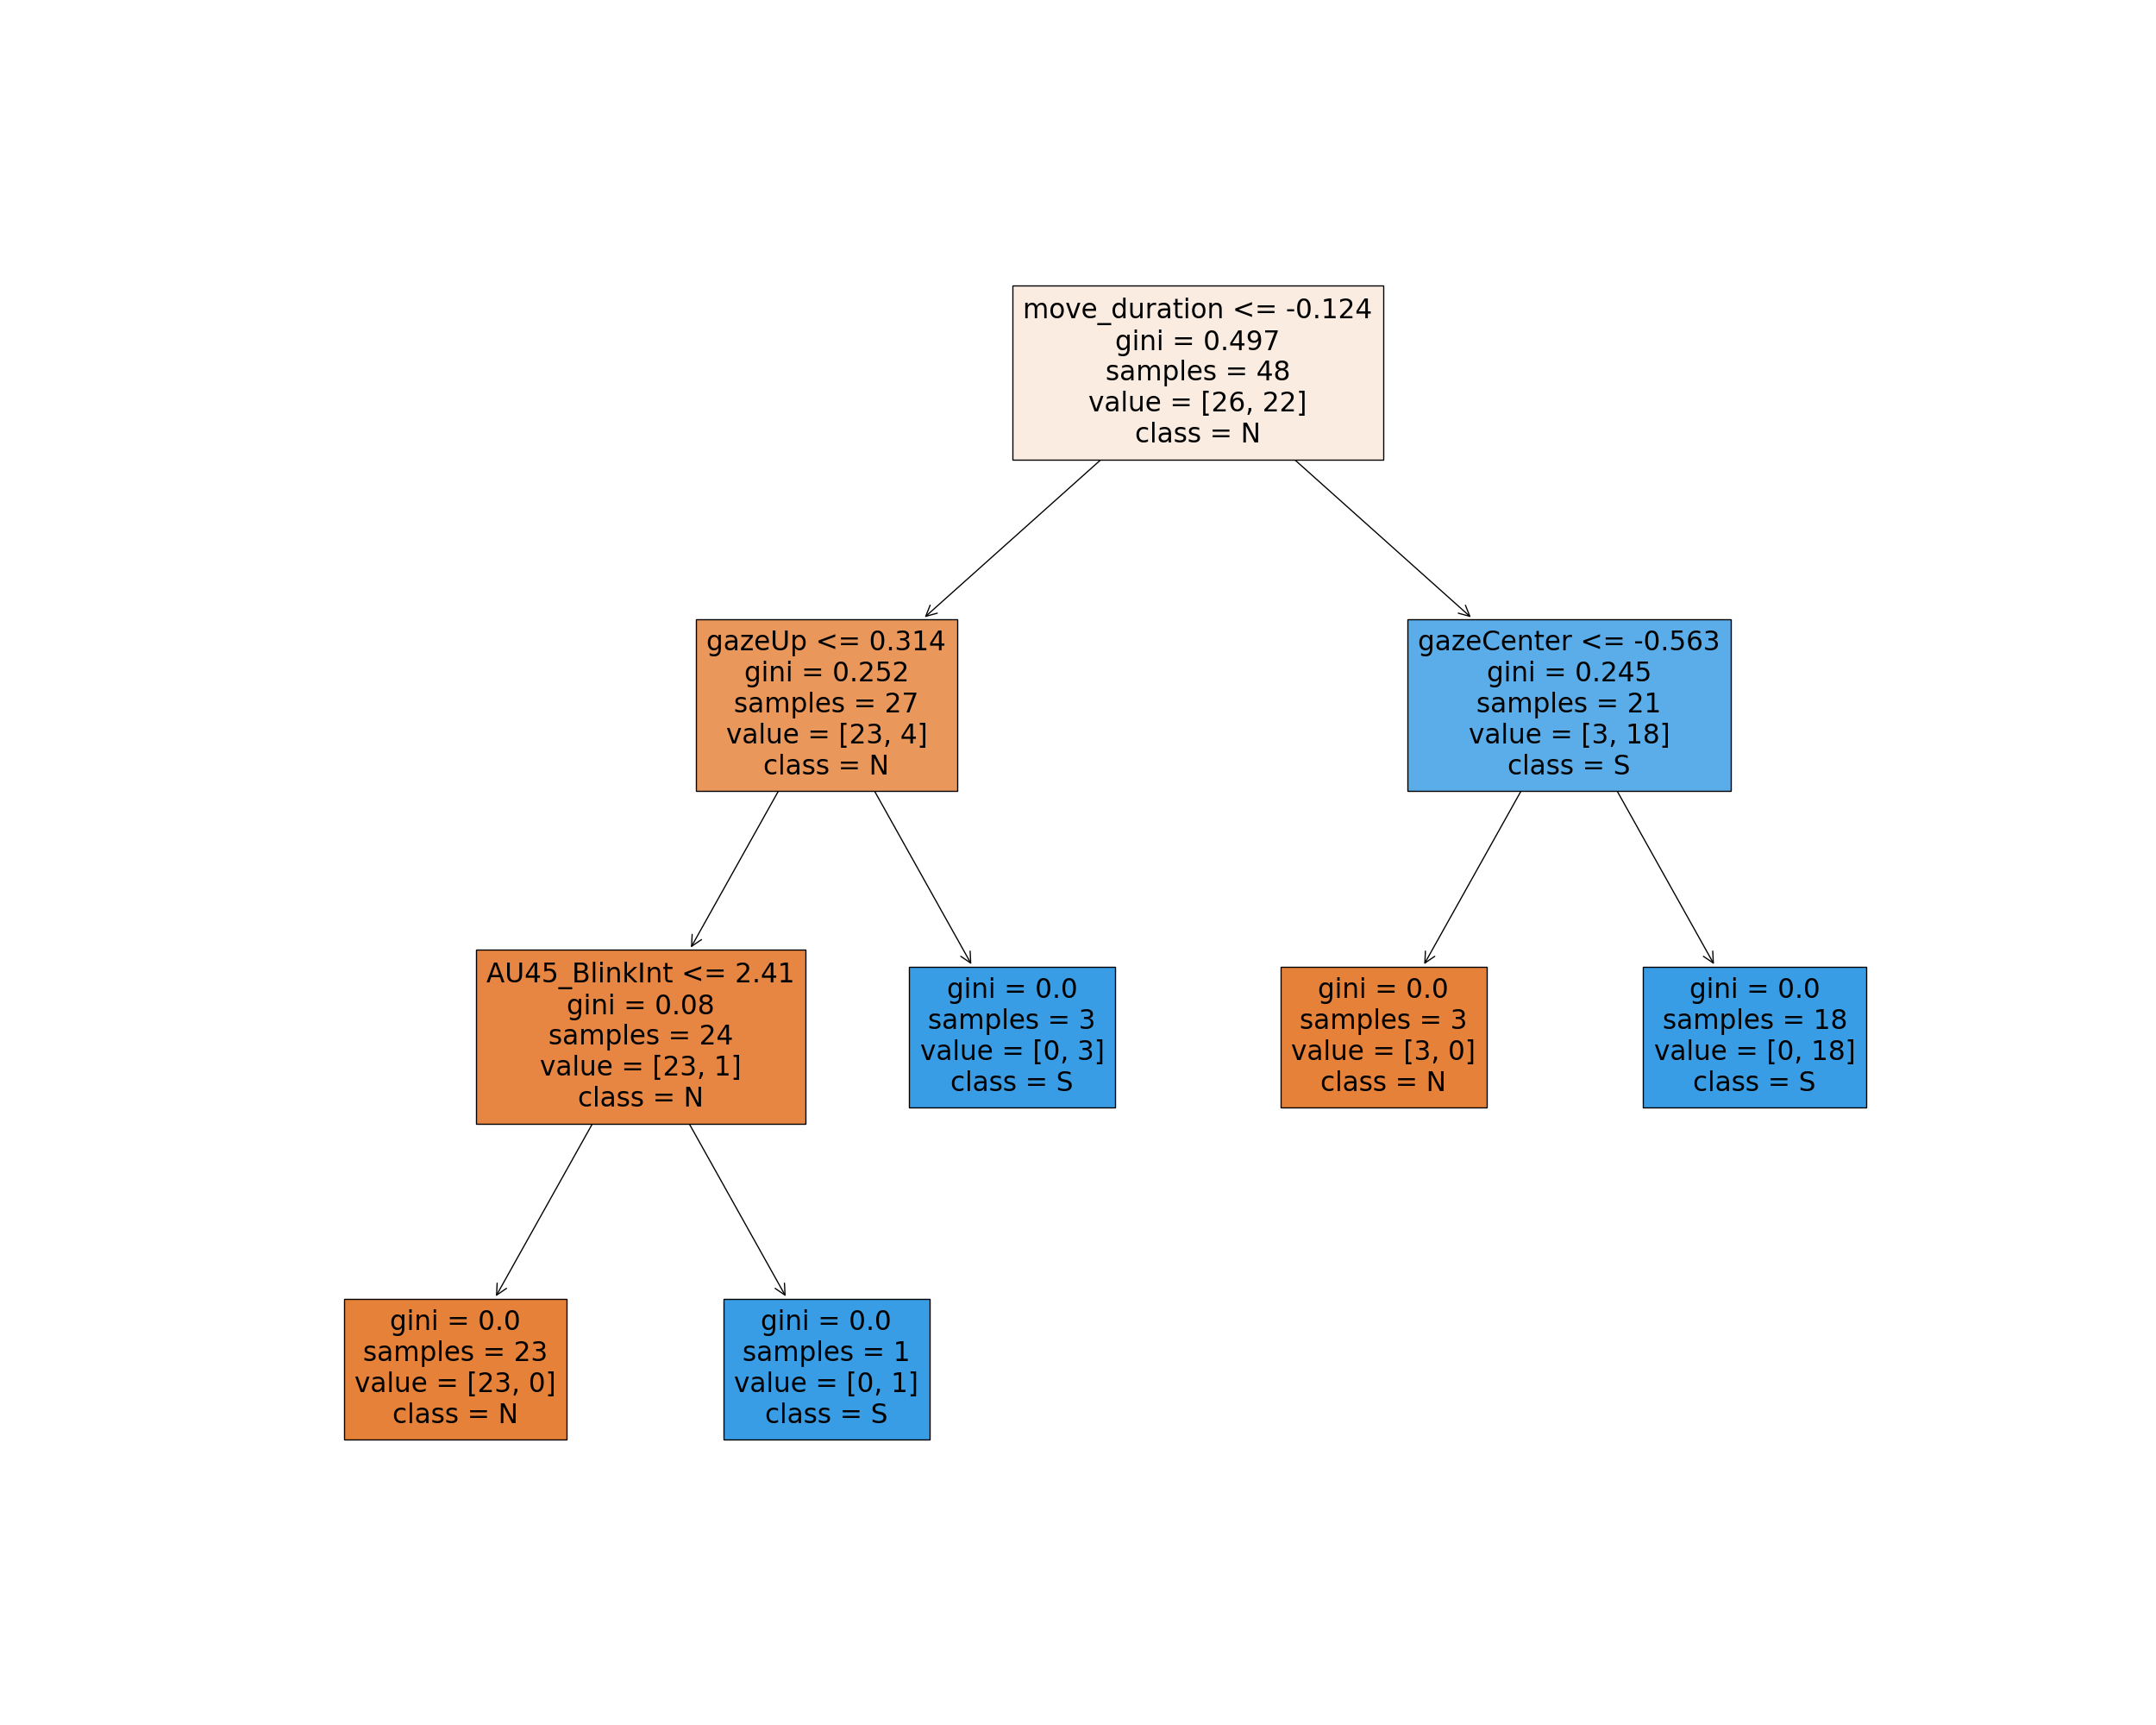 move_duration <= -0.124
gini = 0.497
samples = 48
value = [26, 22]
class = N
gazeUp <= 0.314
gini = 0.252
samples = 27
value = [23, 4]
class = N
gazeCenter <= -0.563
gini = 0.245
samples = 21
value = [3, 18]
class = S
AU45_BlinkInt <= 2.41
gini = 0.08
samples = 24
value = [23, 1]
class = N
gini = 0.0
samples = 3
value = [0, 3]
class = S
gini = 0.0
samples = 3
value = [3, 0]
class = N
gini = 0.0
samples = 18
value = [0, 18]
class = S
gini = 0.0
samples = 23
value = [23, 0]
class = N
gini = 0.0
samples = 1
value = [0, 1]
class = S